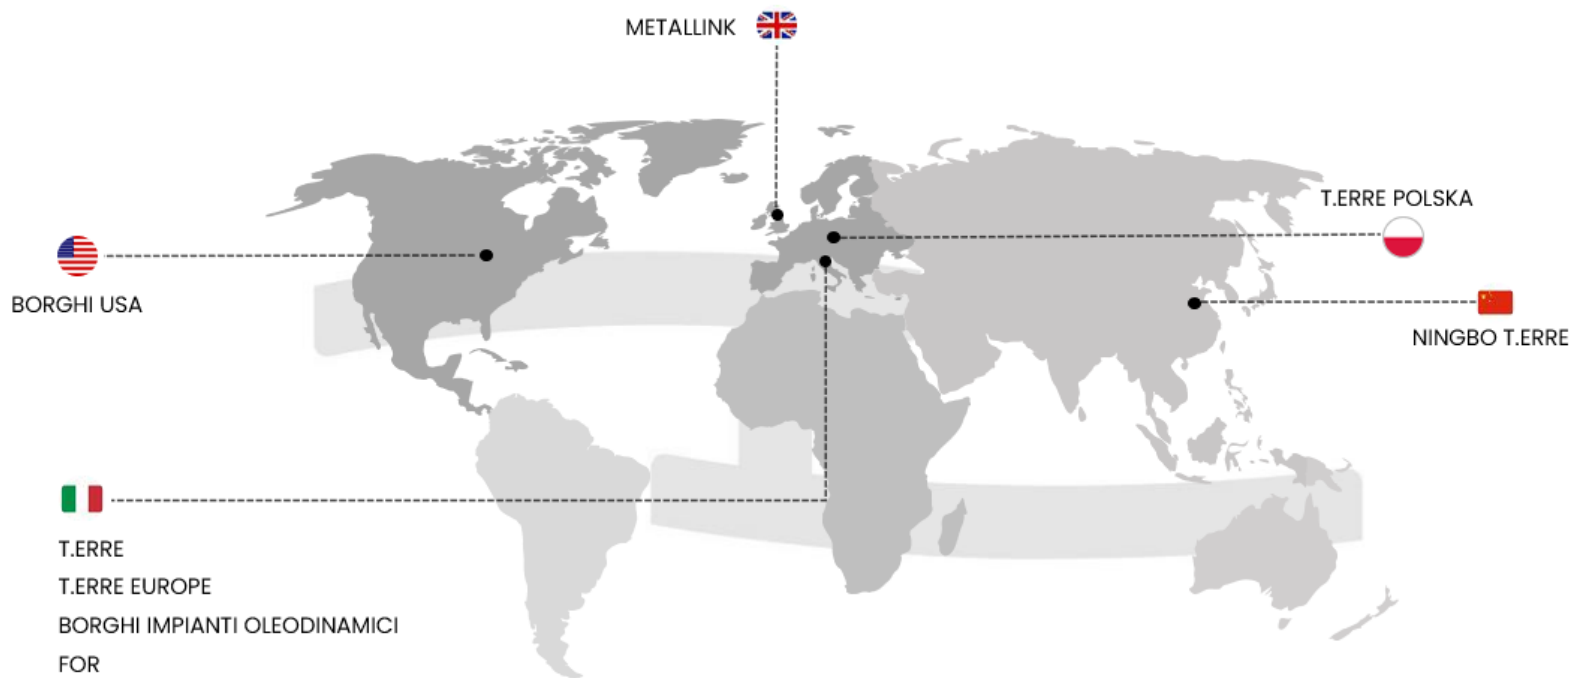 METALLINK
T.ERRE POLSKA
BORGHI USA
NINGBO T.ERRE
T.ERRE
T.ERRE EUROPE
BORGHI IMPIANTI OLEODINAMICI
FOR